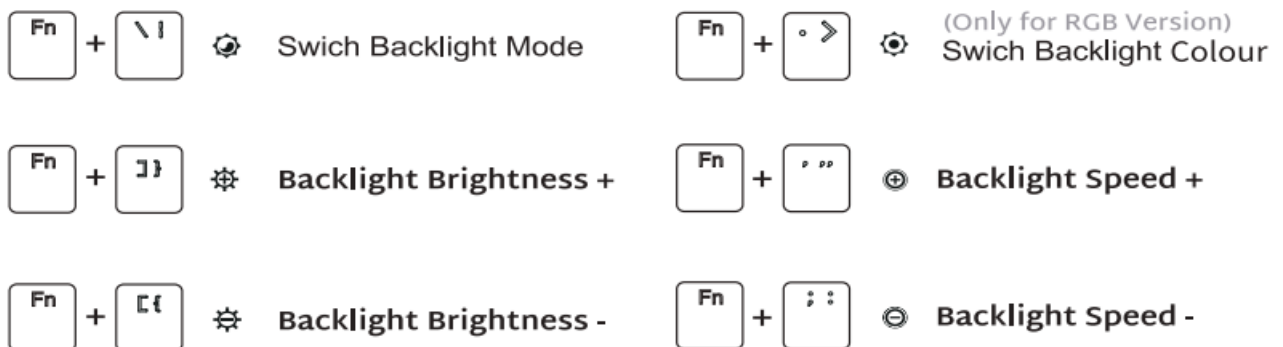 Fn + \ | Swich Backlight Mode
(Only for RGB Version)
Fn + . > Swich Backlight Colour
Fn + ] } Backlight Brightness +
Fn + ' " Backlight Speed +
Fn + [ { Backlight Brightness -
Fn + ; : Backlight Speed -